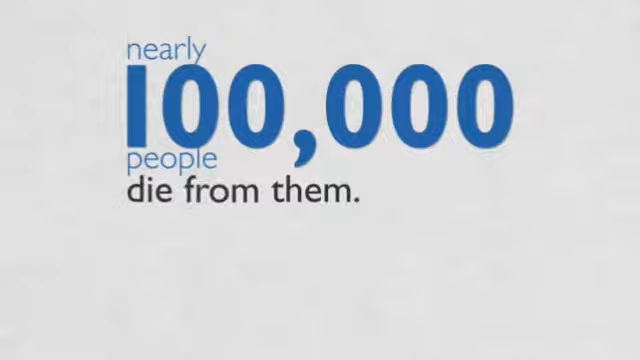 nearly
100,000
people
die from them.